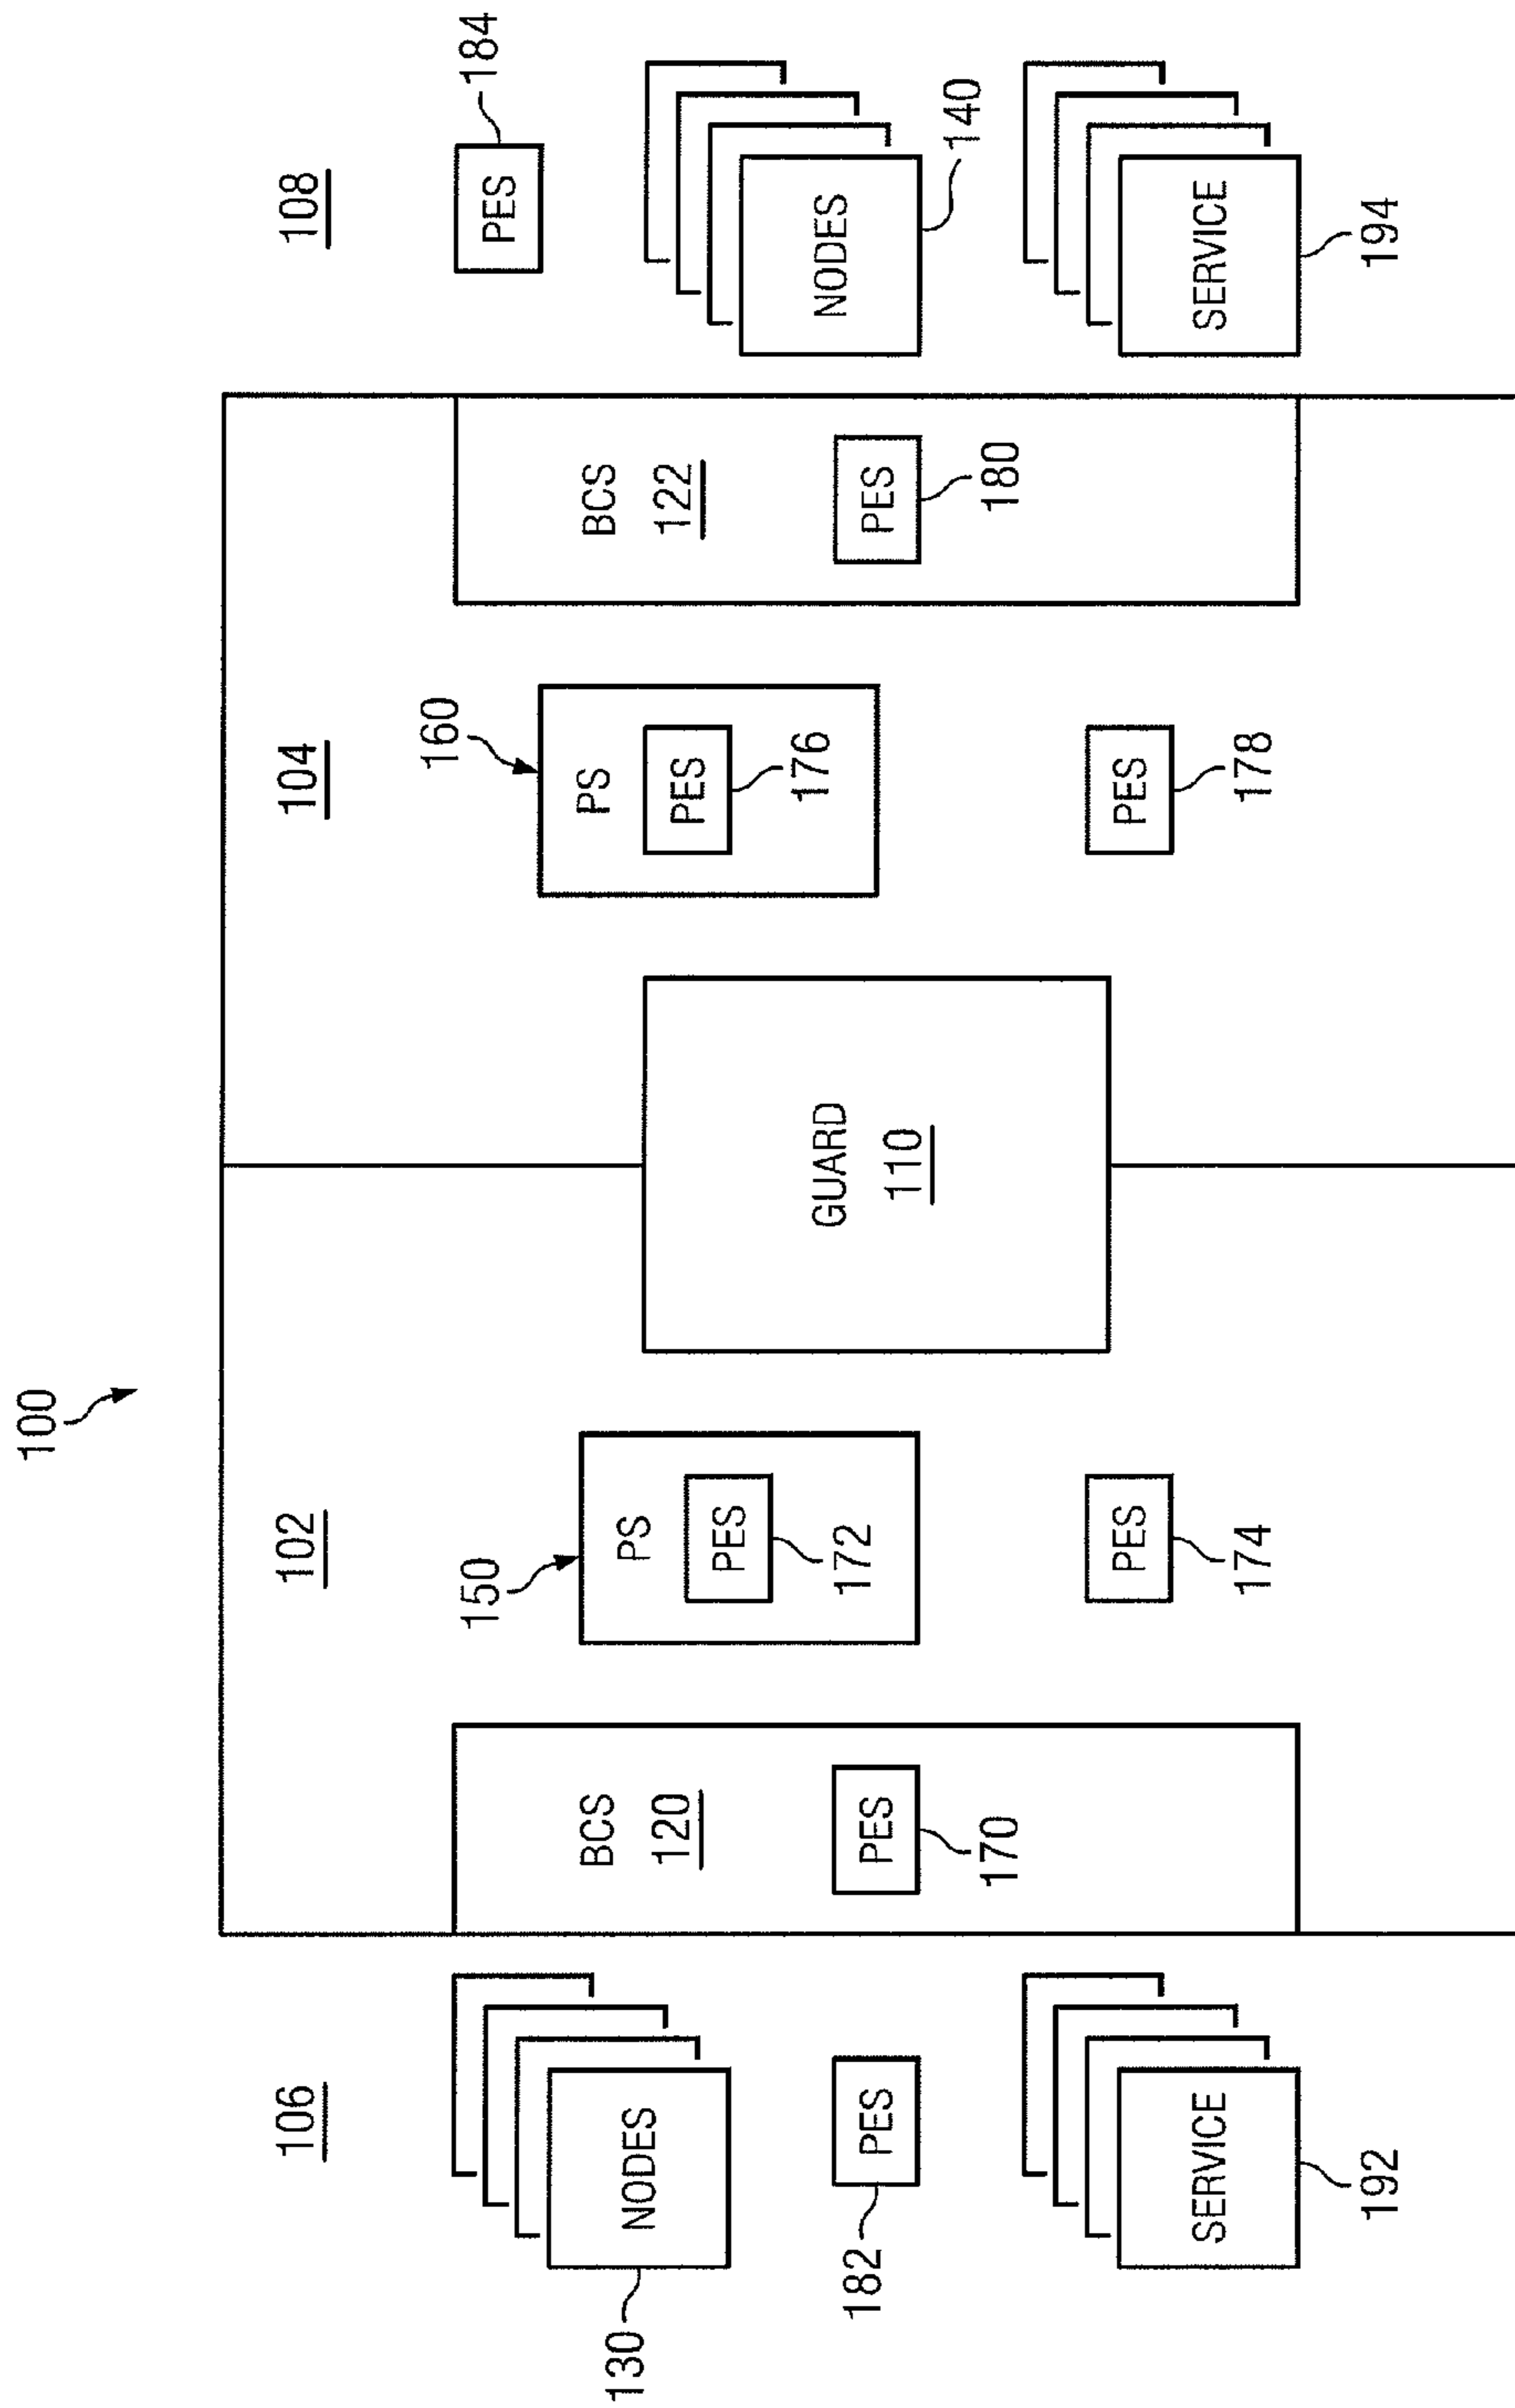 100
106
102
104
108
184
PES
NODES
130
BCS
120
150
PS
PES
172
GUARD
110
160
PS
PES
176
BCS
122
NODES
140
PES
182
PES
170
PES
180
SERVICE
192
PES
174
PES
178
SERVICE
194